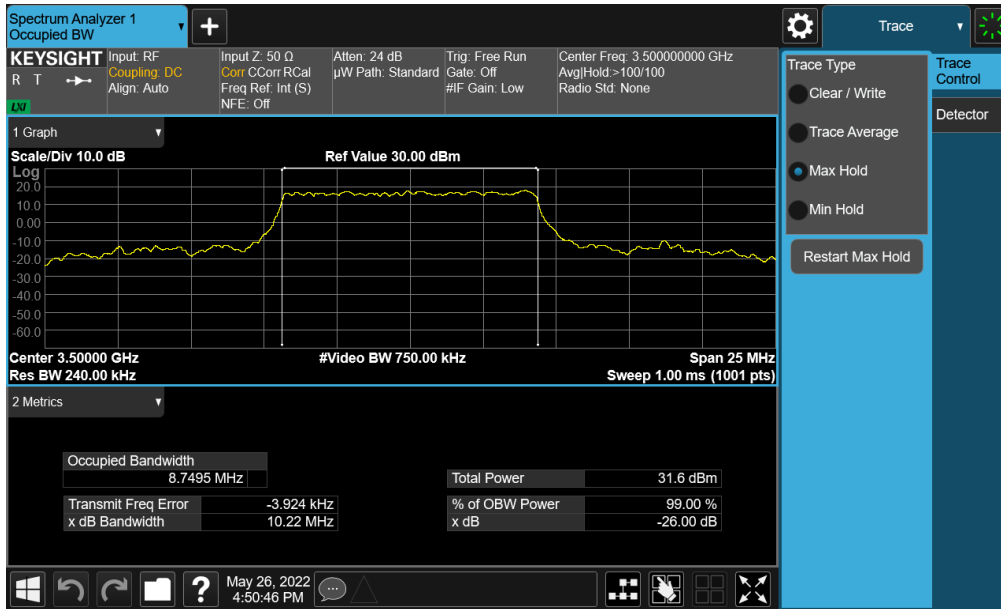 Spectrum Analyzer 1
Occupied BW
Trace
KEYSIGHT
R T
LXI
Input: RF
Coupling: DC
Align: Auto
Input Z: 50 Ω
Corr CCorr RCal
Freq Ref: Int (S)
NFE: Off
Atten: 24 dB
µW Path: Standard
Trig: Free Run
Gate: Off
#IF Gain: Low
Center Freq: 3.500000000 GHz
Avg|Hold:>100/100
Radio Std: None
Trace Type
Clear / Write
Trace Average
Max Hold
Min Hold
Restart Max Hold
Trace
Control
Detector
1 Graph
Scale/Div 10.0 dB
Ref Value 30.00 dBm
Log
20.0
10.0
0.00
-10.0
-20.0
-30.0
-40.0
-50.0
-60.0
Center 3.50000 GHz
#Video BW 750.00 kHz
Span 25 MHz
Res BW 240.00 kHz
Sweep 1.00 ms (1001 pts)
2 Metrics
Occupied Bandwidth
8.7495 MHz
Total Power 31.6 dBm
Transmit Freq Error -3.924 kHz
% of OBW Power 99.00 %
x dB Bandwidth 10.22 MHz
x dB -26.00 dB
?
May 26, 2022
4:50:46 PM